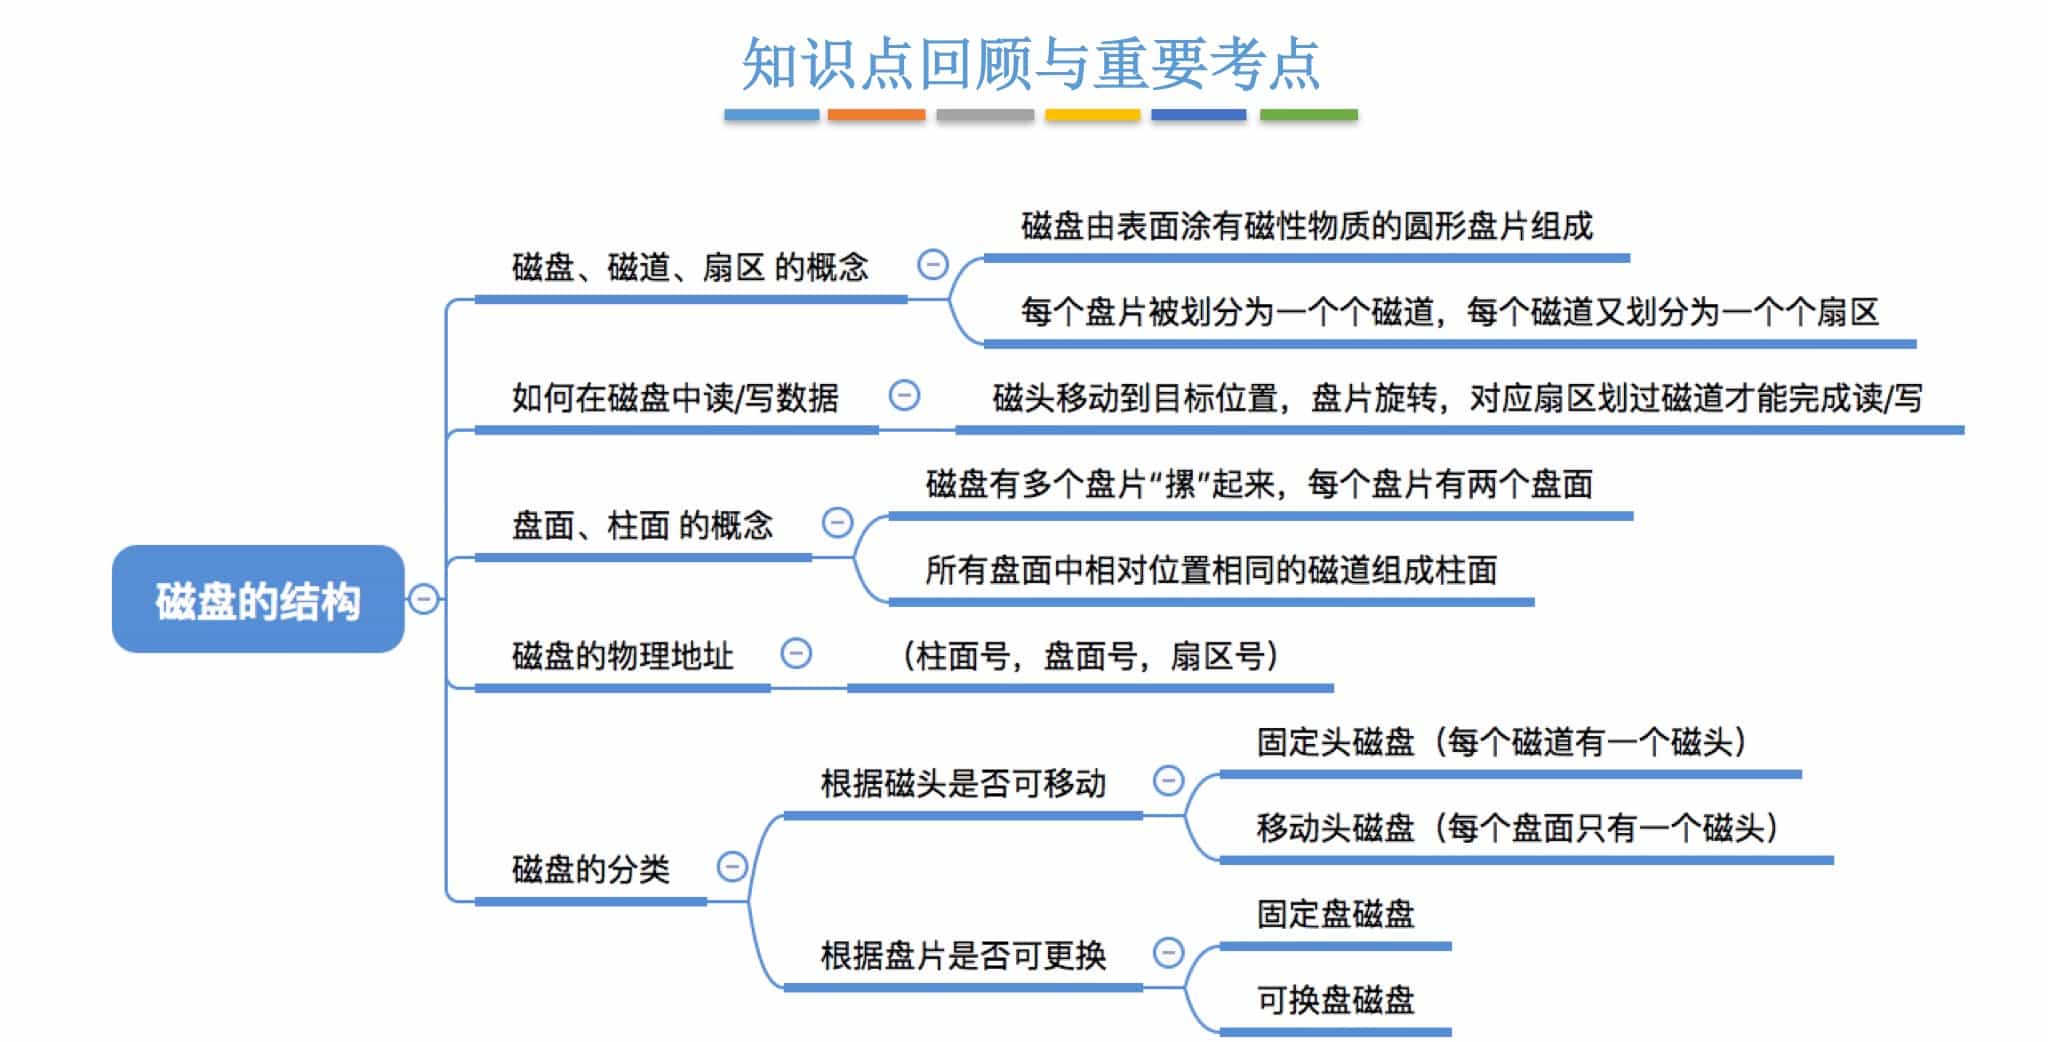 知识点回顾与重要考点
磁盘的结构
磁盘、磁道、扇区 的概念
磁盘由表面涂有磁性物质的圆形盘片组成
每个盘片被划分为一个个磁道，每个磁道又划分为一个个扇区
如何在磁盘中读/写数据
磁头移动到目标位置，盘片旋转，对应扇区划过磁道才能完成读/写
盘面、柱面 的概念
磁盘有多个盘片“摞”起来，每个盘片有两个盘面
所有盘面中相对位置相同的磁道组成柱面
磁盘的物理地址
（柱面号，盘面号，扇区号）
磁盘的分类
根据磁头是否可移动
固定头磁盘（每个磁道有一个磁头）
移动头磁盘（每个盘面只有一个磁头）
根据盘片是否可更换
固定盘磁盘
可换盘磁盘